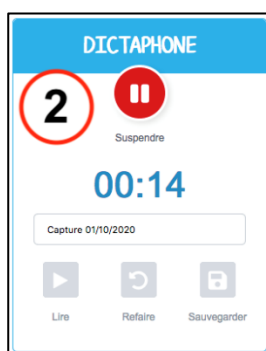 DICTAPHONE
2
Suspendre
00:14
Capture 01/10/2020
Lire Refaire Sauvegarder